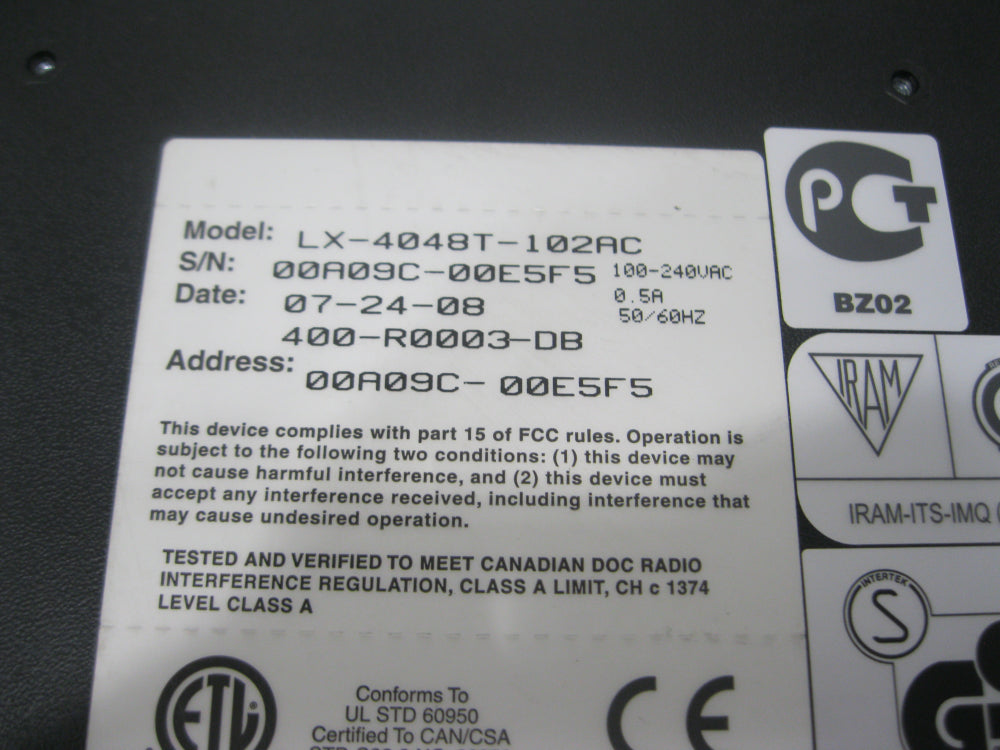 Model: LX-4048T-102AC
S/N: 00A09C-00E5F5 100-240VAC
Date: 07-24-08 0.5A
50/60HZ
400-R0003-DB
Address: 00A09C- 00E5F5
This device complies with part 15 of FCC rules. Operation is
subject to the following two conditions: (1) this device may
not cause harmful interference, and (2) this device must
accept any interference received, including interference that
may cause undesired operation.
TESTED AND VERIFIED TO MEET CANADIAN DOC RADIO
INTERFERENCE REGULATION, CLASS A LIMIT, CH c 1374
LEVEL CLASS A
ETL
Conforms To
UL STD 60950
Certified To CAN/CSA
CE
РСТ
BZ02
IRAM
IRAM-ITS-IMQ
INTERTEK
S